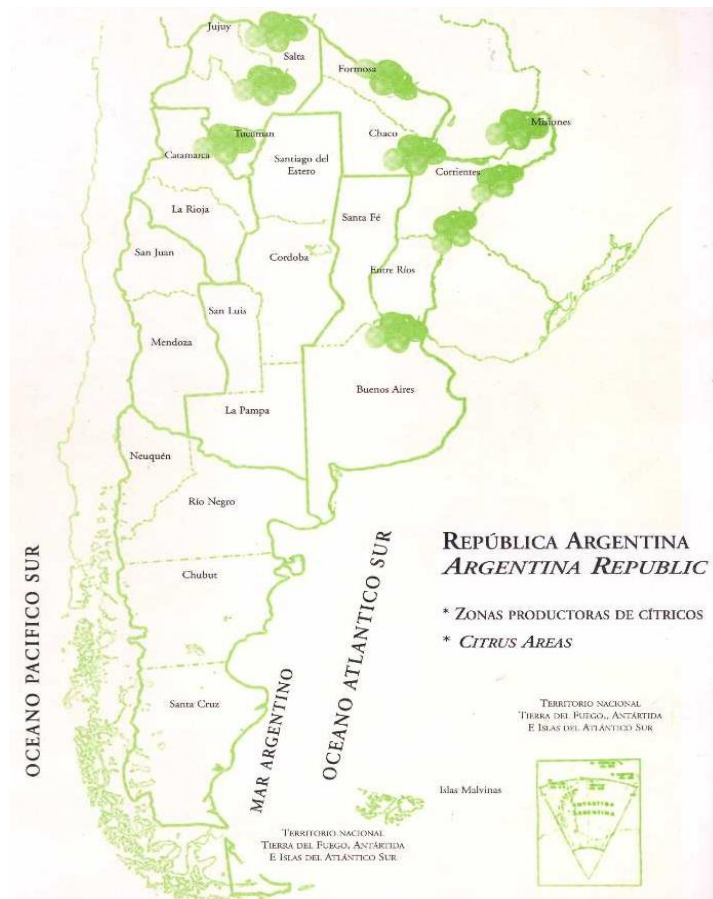 Jujuy
Salta
Formosa
Misiones
Tucuman
Chaco
Catamarca
Santiago del
Estero
Corrientes
La Rioja
Santa Fé
San Juan
Cordoba
Entre Ríos
San Luis
Mendoza
Buenos Aires
La Pampa
Neuquén
Río Negro
Chubut
Santa Cruz
OCEANO PACIFICO SUR
MAR ARGENTINO
OCEANO ATLANTICO SUR
REPÚBLICA ARGENTINA
ARGENTINA REPUBLIC
* ZONAS PRODUCTORAS DE CÍTRICOS
* CITRUS AREAS
TERRITORIO NACIONAL
TIERRA DEL FUEGO,, ANTÁRTIDA
E ISLAS DEL ATLÁNTICO SUR
Islas Malvinas
ANTARTIDA
ARGENTINA
TERRITORIO NACIONAL
TIERRA DEL FUEGO, ANTÁRTIDA
E ISLAS DEL ATLÁNTICO SUR